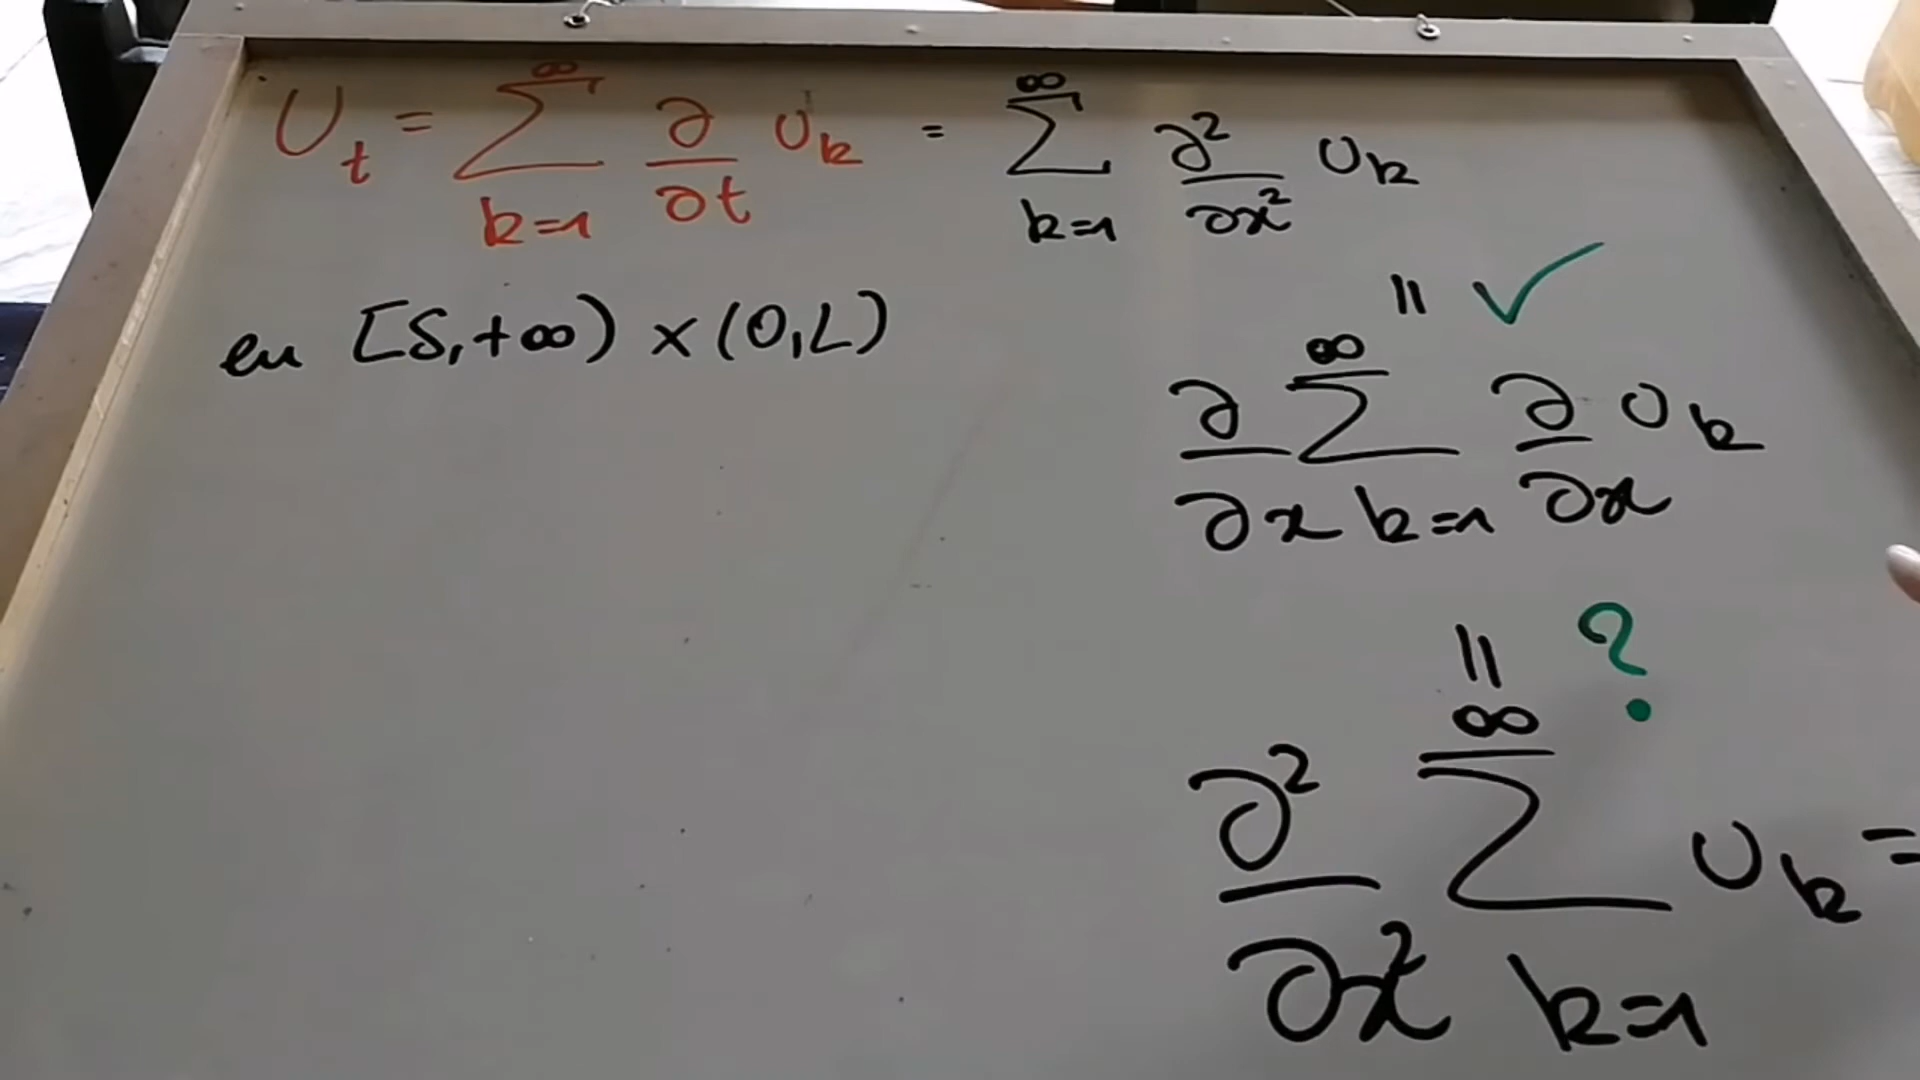 U_t = ∑_{k=1}^{∞} ∂/∂t U_k = ∑_{k=1}^{∞} ∂²/∂x² U_k
en [δ,+∞) × (0,L)
|| ✓
∂/∂x ∑_{k=1}^{∞} ∂/∂x U_k
|| ?
∂²/∂x² ∑_{k=1}^{∞} U_k =